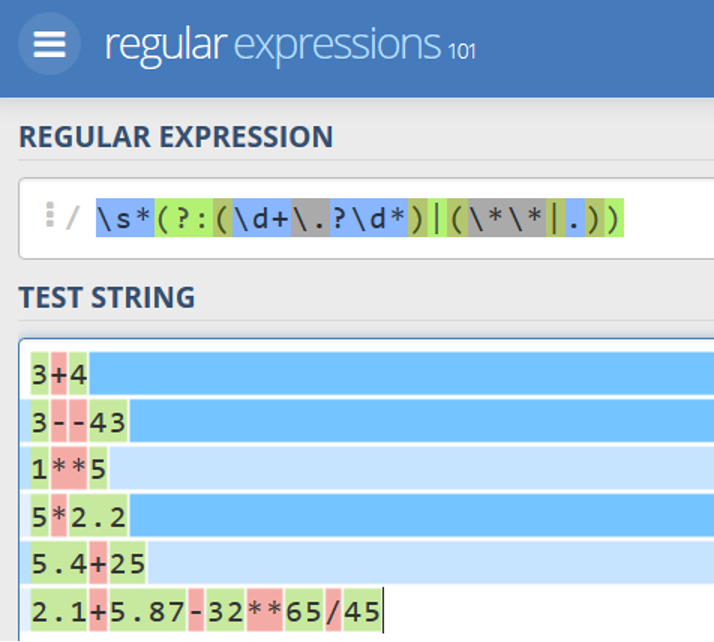 regular expressions 101
REGULAR EXPRESSION
/ \s*(?:(\d+\.?\d*)|(\*\*|.))
TEST STRING
3+4
3--43
1**5
5*2.2
5.4+25
2.1+5.87-32**65/45